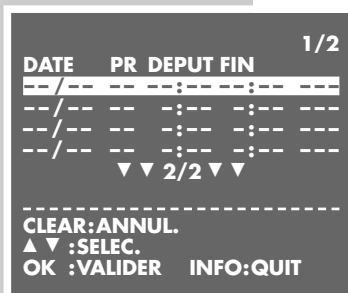 1/2
DATE PR DEPUT FIN
--/-- -- --:-- --:-- ---
--/-- -- -:-- -:-- ---
--/-- -- -:-- -:-- ---
--/-- -- -:-- -:-- ---
▼ ▼ 2/2 ▼ ▼
-----------------------------
CLEAR:ANNUL.
▲ ▼ :SELEC.
OK :VALIDER INFO:QUIT